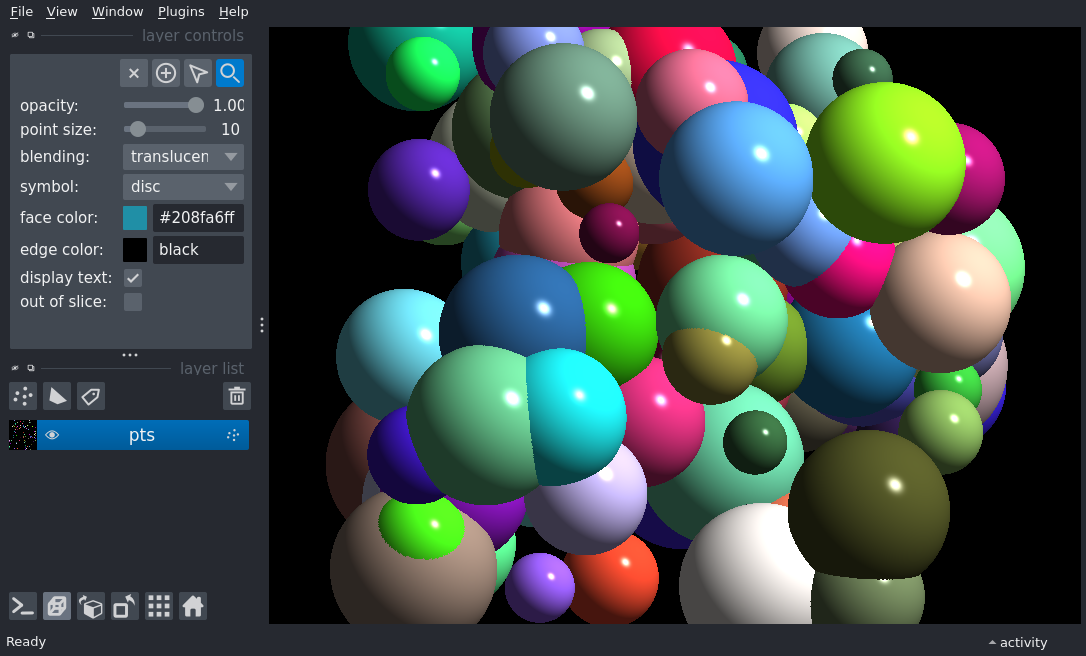 File View Window Plugins Help
layer controls
opacity: 1.00
point size: 10
blending: translucen
symbol: disc
face color: #208fa6ff
edge color: black
display text:
out of slice:
layer list
pts
Ready
activity